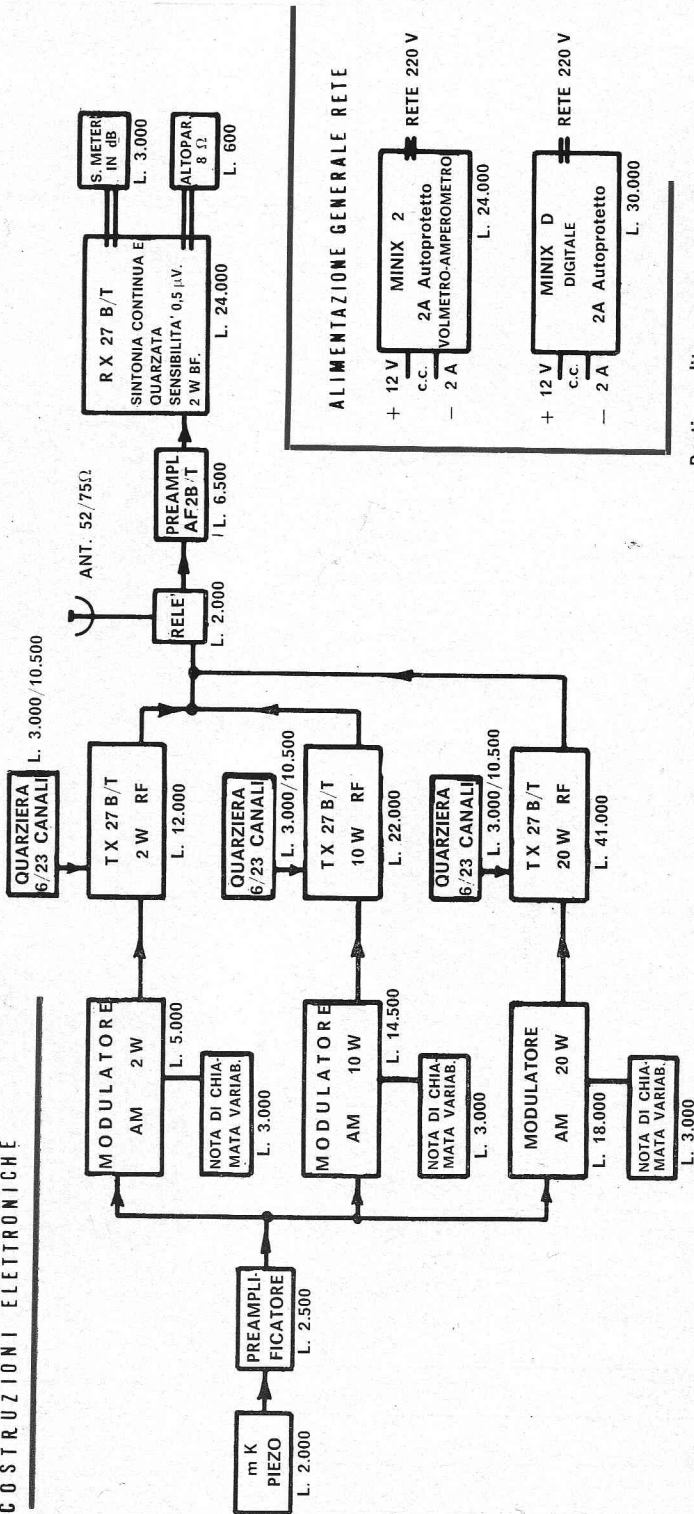 COSTRUZIONI ELETTRONICHE
m K
PIEZO
L. 2.000
PREAMPLI-
FICATORE
L. 2.500
MODULATORE
AM 2 W
L. 5.000
NOTA DI CHIA-
MATA VARIAB.
L. 3.000
QUARZIERA
6/23 CANALI
L. 3.000/10.500
TX 27 B/T
2 W RF
L. 12.000
MODULATORE
AM 10 W
L. 14.500
NOTA DI CHIA-
MATA VARIAB.
L. 3.000
QUARZIERA
6/23 CANALI
L. 3.000/10.500
TX 27 B/T
10 W RF
L. 22.000
MODULATORE
AM 20 W
L. 18.000
NOTA DI CHIA-
MATA VARIAB.
L. 3.000
QUARZIERA
6/23 CANALI
L. 3.000/10.500
TX 27 B/T
20 W RF
L. 41.000
ANT. 52/75Ω
RELE'
L. 2.000
PREAMPL.
AF2B/T
L. 6.500
RX 27 B/T
SINTONIA CONTINUA E
QUARZATA
SENSIBILITA' 0,5 µV.
2 W BF.
L. 24.000
S. METER
IN dB
L. 3.000
ALTOPAR.
8 Ω
L. 600
ALIMENTAZIONE GENERALE RETE
+ 12 V
c.c.
– 2 A
MINIX 2
2A Autoprotetto
VOLMETRO-AMPEROMETRO
RETE 220 V
L. 24.000
+ 12 V
c.c.
– 2 A
MINIX D
DIGITALE
2A Autoprotetto
RETE 220 V
L. 30.000